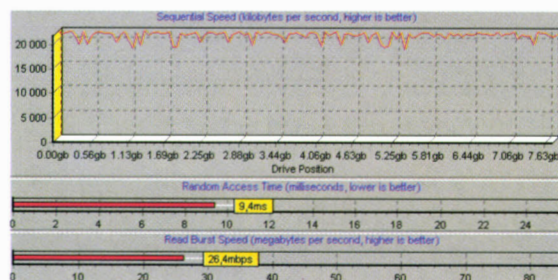 Sequential Speed (kilobytes per second, higher is better)
20 000
15 000
10 000
5 000
0
0.00gb 0.56gb 1.13gb 1.69gb 2.25gb 2.88gb 3.44gb 4.06gb 4.63gb 5.25gb 5.81gb 6.44gb 7.06gb 7.63gb
Drive Position
Random Access Time (milliseconds, lower is better)
9,4ms
0 2 4 6 8 10 12 14 16 18 20 22 24
Read Burst Speed (megabytes per second, higher is better)
26,4mbps
0 10 20 30 40 50 60 70 80